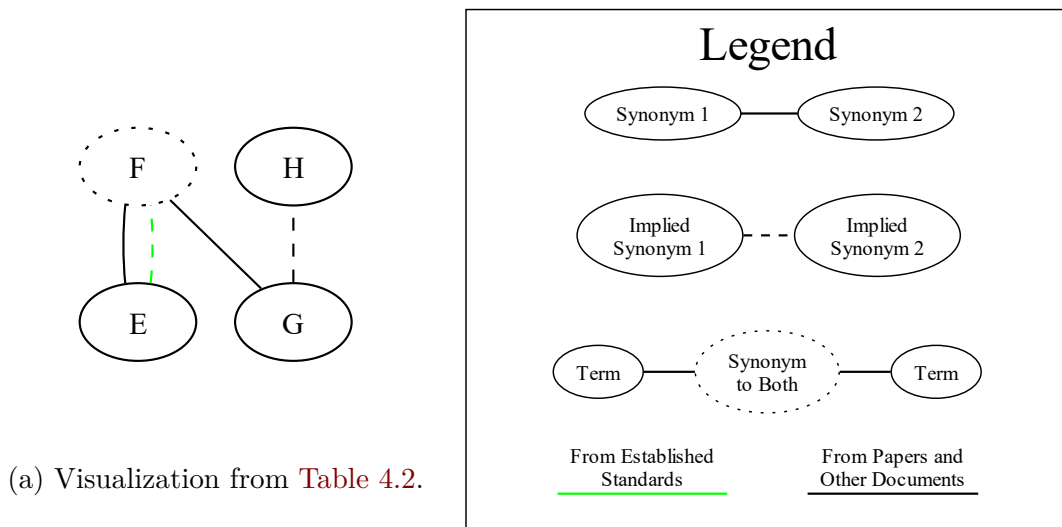 F
H
E
G
(a) Visualization from Table 4.2.
Legend
Synonym 1
Synonym 2
Implied
Synonym 1
Implied
Synonym 2
Term
Synonym
to Both
Term
From Established
Standards
From Papers and
Other Documents